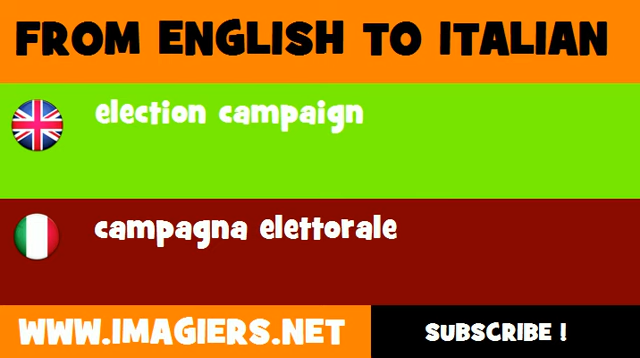 FROM ENGLISH TO ITALIAN
election campaign
campagna elettorale
WWW.IMAGIERS.NET
SUBSCRIBE !